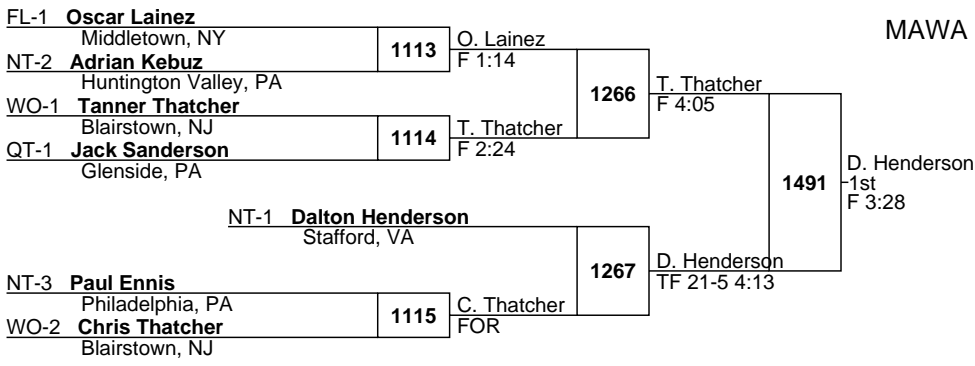 MAWA
FL-1 Oscar Lainez
Middletown, NY
1113
O. Lainez
F 1:14
NT-2 Adrian Kebuz
Huntington Valley, PA
1266
T. Thatcher
F 4:05
WO-1 Tanner Thatcher
Blairstown, NJ
1114
T. Thatcher
F 2:24
QT-1 Jack Sanderson
Glenside, PA
1491
D. Henderson
1st
F 3:28
NT-1 Dalton Henderson
Stafford, VA
1267
D. Henderson
TF 21-5 4:13
NT-3 Paul Ennis
Philadelphia, PA
1115
C. Thatcher
FOR
WO-2 Chris Thatcher
Blairstown, NJ